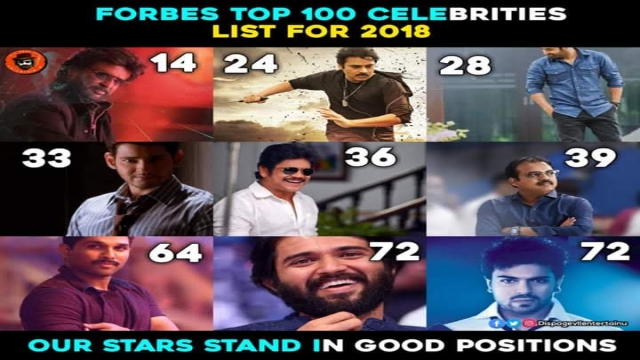 FORBES TOP 100 CELEBRITIES
LIST FOR 2018
14
24
28
33
36
39
64
72
72
Dispogevilentertainu
OUR STARS STAND IN GOOD POSITIONS